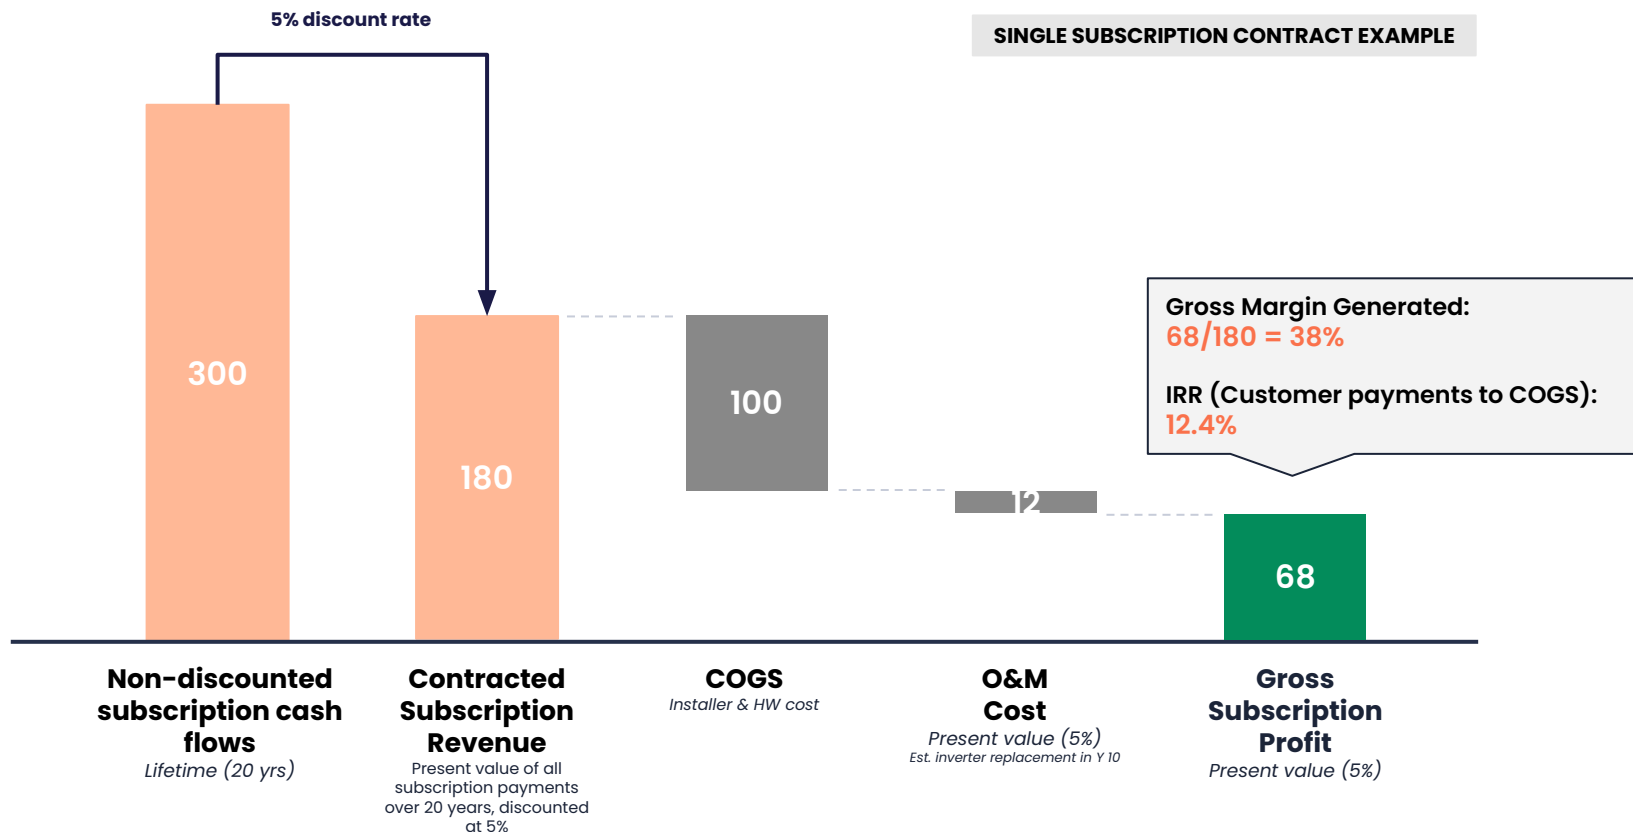 5% discount rate
SINGLE SUBSCRIPTION CONTRACT EXAMPLE
300
180
100
12
68
Gross Margin Generated:
68/180 = 38%
IRR (Customer payments to COGS):
12.4%
Non-discounted
subscription cash
flows
Lifetime (20 yrs)
Contracted
Subscription
Revenue
Present value of all
subscription payments
over 20 years, discounted
at 5%
COGS
Installer & HW cost
O&M
Cost
Present value (5%)
Est. inverter replacement in Y 10
Gross
Subscription
Profit
Present value (5%)